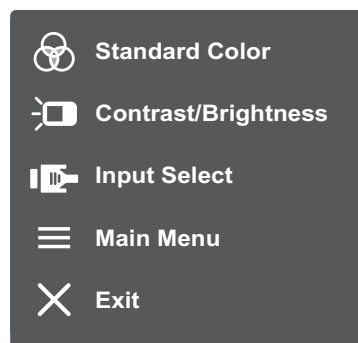 Standard Color
Contrast/Brightness
Input Select
Main Menu
Exit